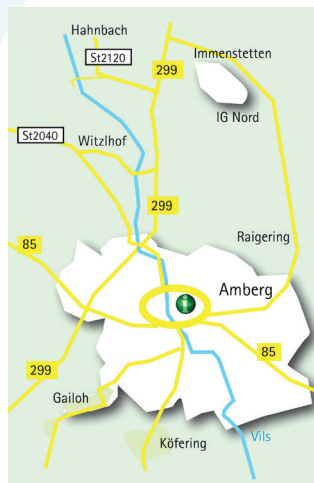 Hahnbach
Immenstetten
St2120
299
IG Nord
St2040
Witzlhof
299
85
Raigering
Amberg
i
85
299
Gailoh
Köfering
Vils